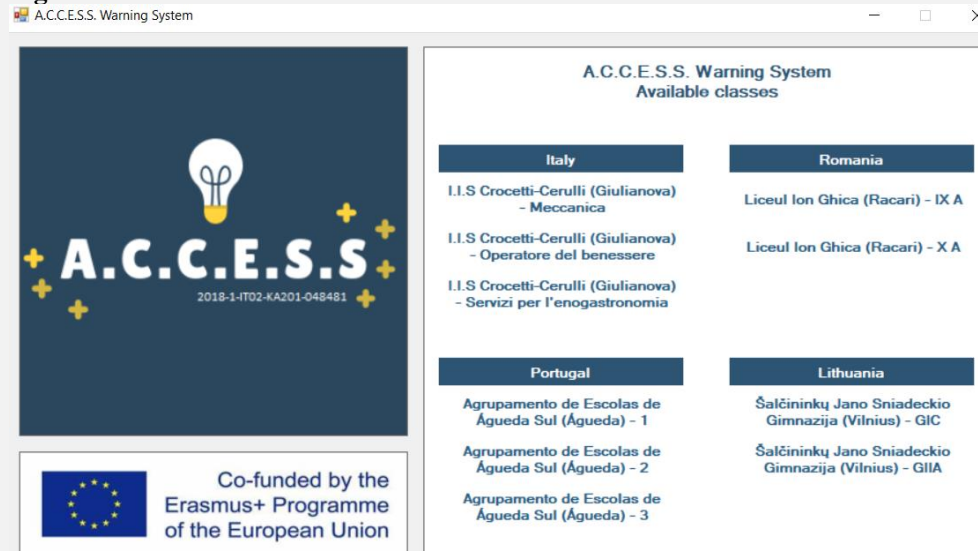 A.C.C.E.S.S. Warning System
A.C.C.E.S.S
2018-1-IT02-KA201-048481
Co-funded by the
Erasmus+ Programme
of the European Union
A.C.C.E.S.S. Warning System
Available classes
Italy
I.I.S Crocetti-Cerulli (Giulianova)
- Meccanica
I.I.S Crocetti-Cerulli (Giulianova)
- Operatore del benessere
I.I.S Crocetti-Cerulli (Giulianova)
- Servizi per l'enogastronomia
Romania
Liceul Ion Ghica (Racari) - IX A
Liceul Ion Ghica (Racari) - X A
Portugal
Agrupamento de Escolas de
Águeda Sul (Águeda) - 1
Agrupamento de Escolas de
Águeda Sul (Águeda) - 2
Agrupamento de Escolas de
Águeda Sul (Águeda) - 3
Lithuania
Šalčininkų Jano Sniadeckio
Gimnazija (Vilnius) - GIC
Šalčininkų Jano Sniadeckio
Gimnazija (Vilnius) - GIIA